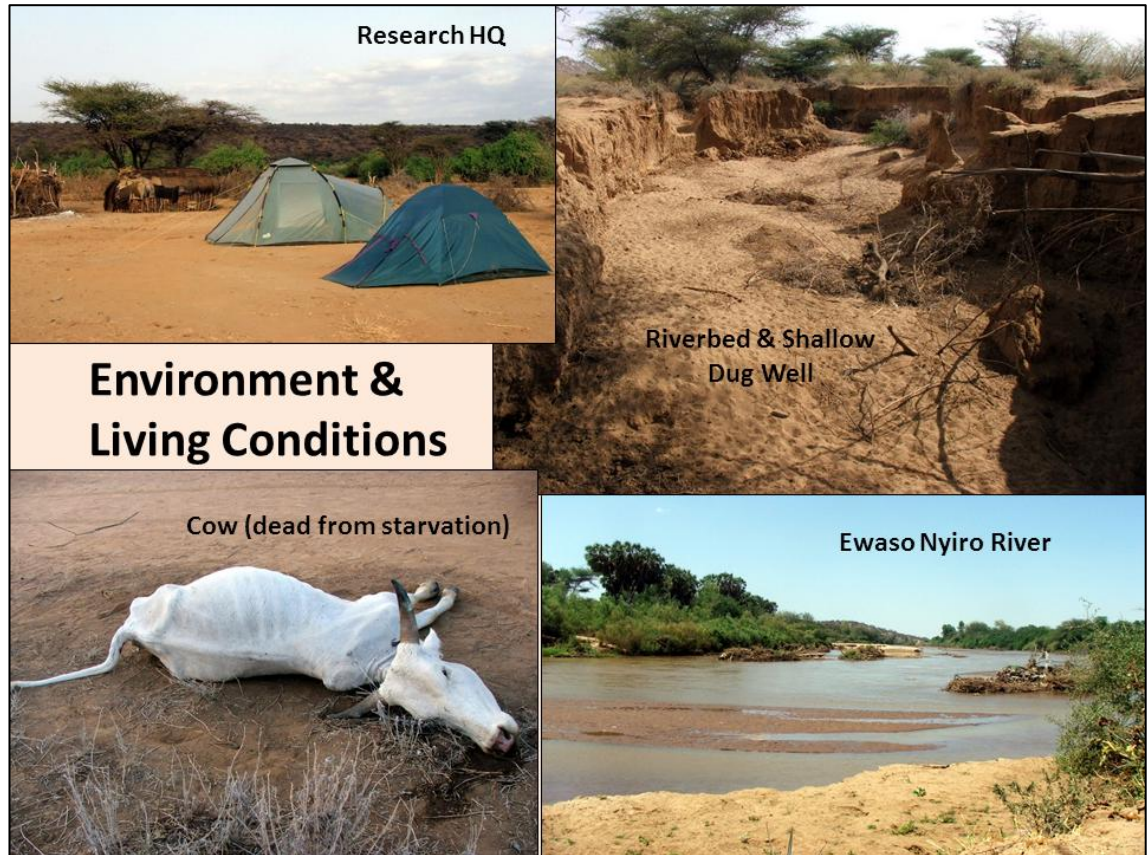 Research HQ
Riverbed & Shallow
Dug Well
Environment &
Living Conditions
Cow (dead from starvation)
Ewaso Nyiro River